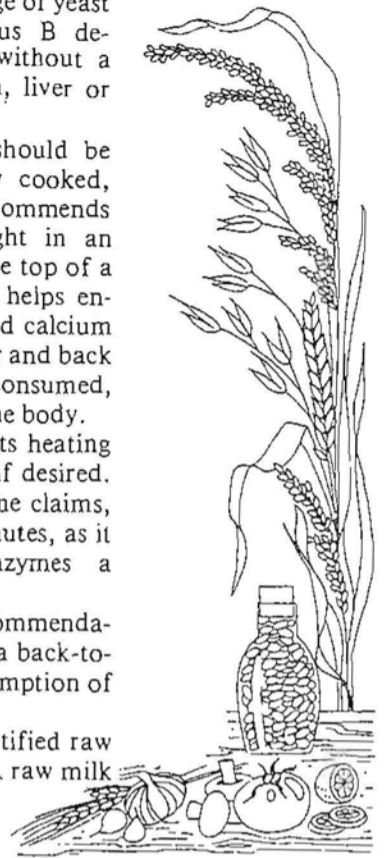 ge of yeast
us B de-
without a
, liver or
should be
cooked,
commends
ght in an
e top of a
helps en-
d calcium
and back
onsumed,
ne body.
ts heating
f desired.
ne claims,
utes, as it
nzymes a
ommenda-
a back-to-
mption of
tified raw
raw milk